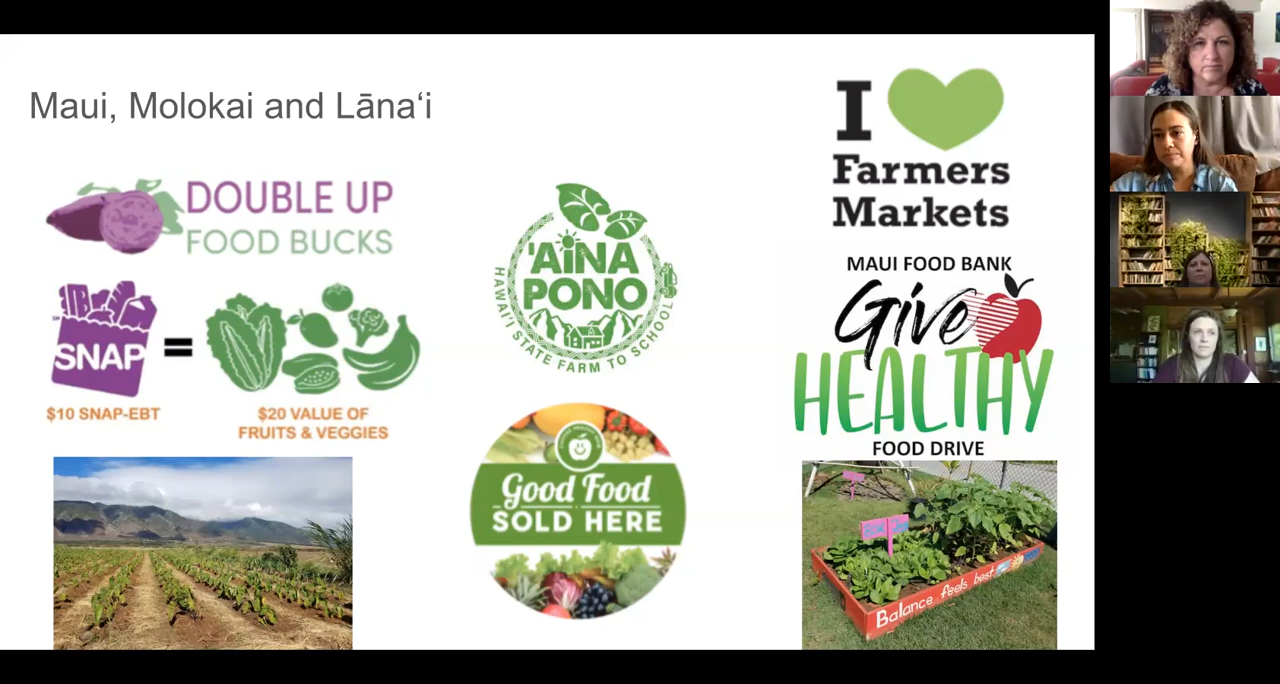 Maui, Molokai and Lānaʻi
DOUBLE UP
FOOD BUCKS
SNAP
=
$10 SNAP-EBT
$20 VALUE OF
FRUITS & VEGGIES
'AiNA
PONO
HAWAI'I STATE FARM TO SCHOOL
Good Food
SOLD HERE
I
Farmers
Markets
MAUI FOOD BANK
Give
HEALTHY
FOOD DRIVE
Balance feels best